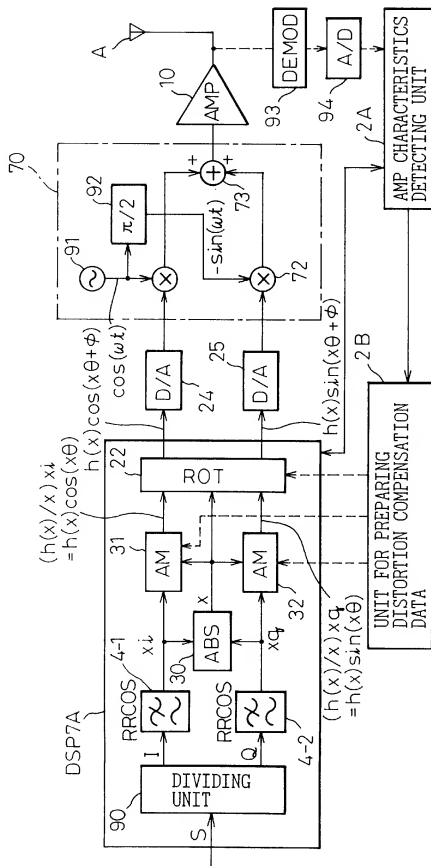 DSP7A
S
90
DIVIDING
UNIT
I
Q
RRCOS
4-1
RRCOS
4-2
xi
xq
30
ABS
x
AM
31
AM
32
(h(x)/x)xi
=h(x)cos(xθ)
(h(x)/x)xq
=h(x)sin(xθ)
ROT
22
h(x)cos(xθ+φ)
h(x)sin(xθ+φ)
D/A
24
D/A
25
cos(ωt)
-sin(ωt)
91
π/2
92
70
72
73
+
+
AMP
10
A
DEMOD
93
A/D
94
AMP CHARACTERISTICS
DETECTING UNIT
2A
UNIT FOR PREPARING
DISTORTION COMPENSATION
DATA
2B